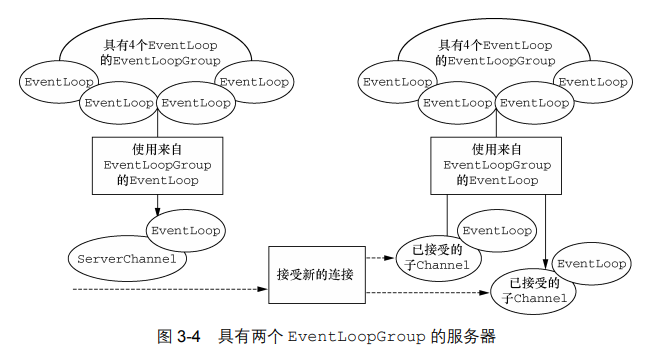 具有4个EventLoop
的EventLoopGroup
EventLoop
EventLoop
EventLoop
EventLoop
使用来自
EventLoopGroup
的EventLoop
EventLoop
ServerChannel
具有4个EventLoop
的EventLoopGroup
EventLoop
EventLoop
EventLoop
EventLoop
使用来自
EventLoopGroup
的EventLoop
接受新的连接
EventLoop
已接受的
子Channel
EventLoop
已接受的
子Channel
图 3-4 具有两个 EventLoopGroup 的服务器